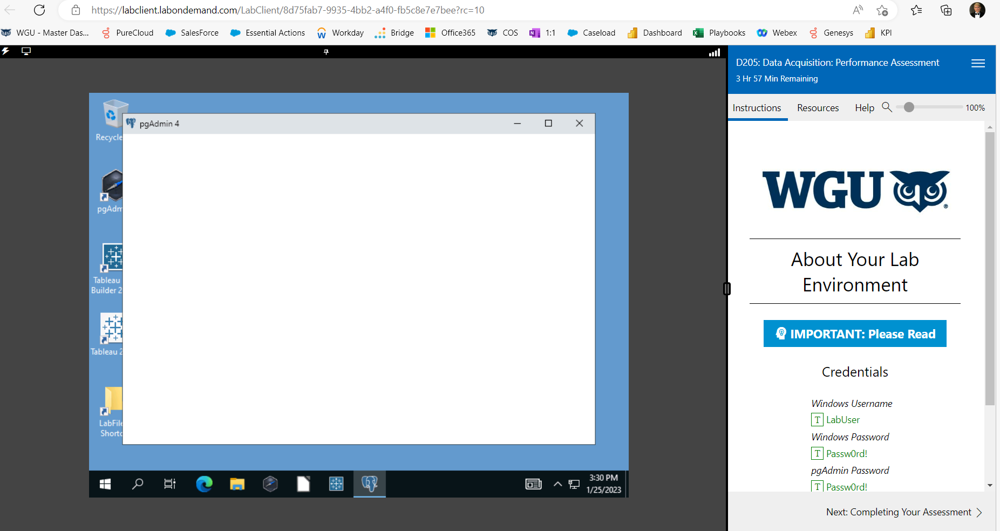 https://labclient.labondemand.com/LabClient/8d75fab7-9935-4bb2-a4f0-fb5c8e7e7bee?rc=10
WGU - Master Das... PureCloud SalesForce Essential Actions Workday Bridge Office365 COS 1:1 Caseload Dashboard Playbooks Webex Genesys KPI
D205: Data Acquisition: Performance Assessment
3 Hr 57 Min Remaining
Instructions Resources Help 100%
Recycle
pgAdmin 4
pgAdm
Tableau
Builder 2
Tableau 2
LabFile
Shortc
3:30 PM
1/25/2023
WGU
About Your Lab
Environment
IMPORTANT: Please Read
Credentials
Windows Username
T LabUser
Windows Password
T Passw0rd!
pgAdmin Password
T Passw0rd!
Next: Completing Your Assessment